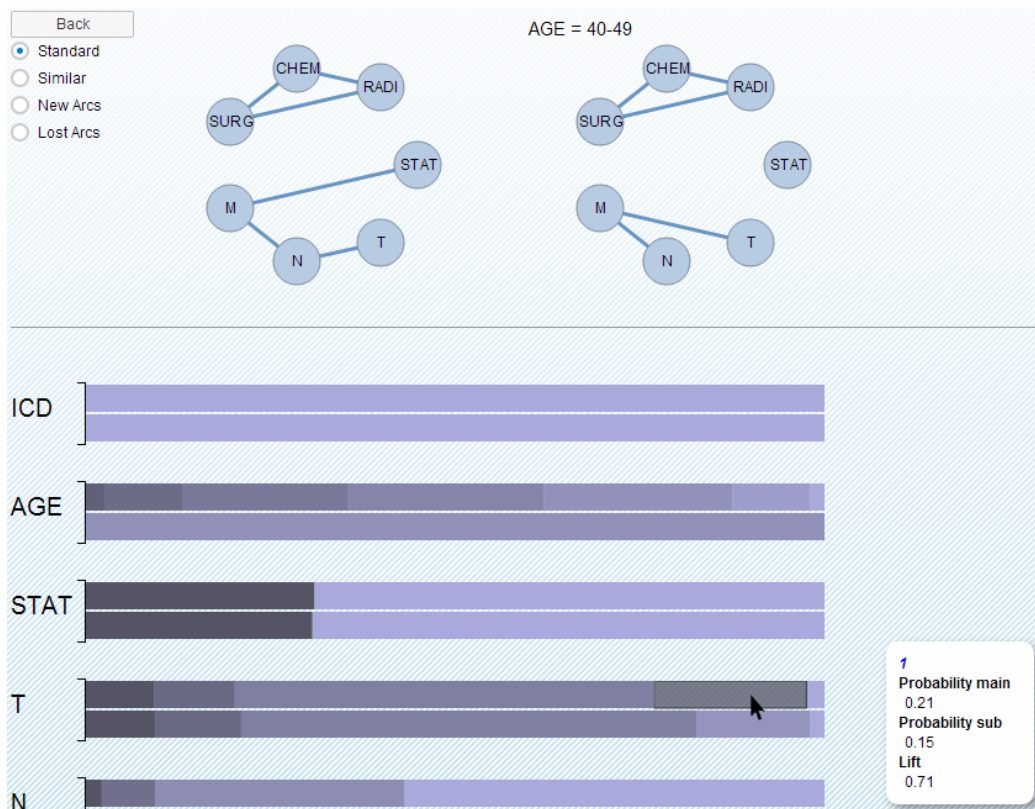 Back
AGE = 40-49
Standard
Similar
New Arcs
Lost Arcs
CHEM
RADI
SURG
STAT
M
T
N
CHEM
RADI
SURG
STAT
M
T
N
ICD
AGE
STAT
T
N
1
Probability main
0.21
Probability sub
0.15
Lift
0.71